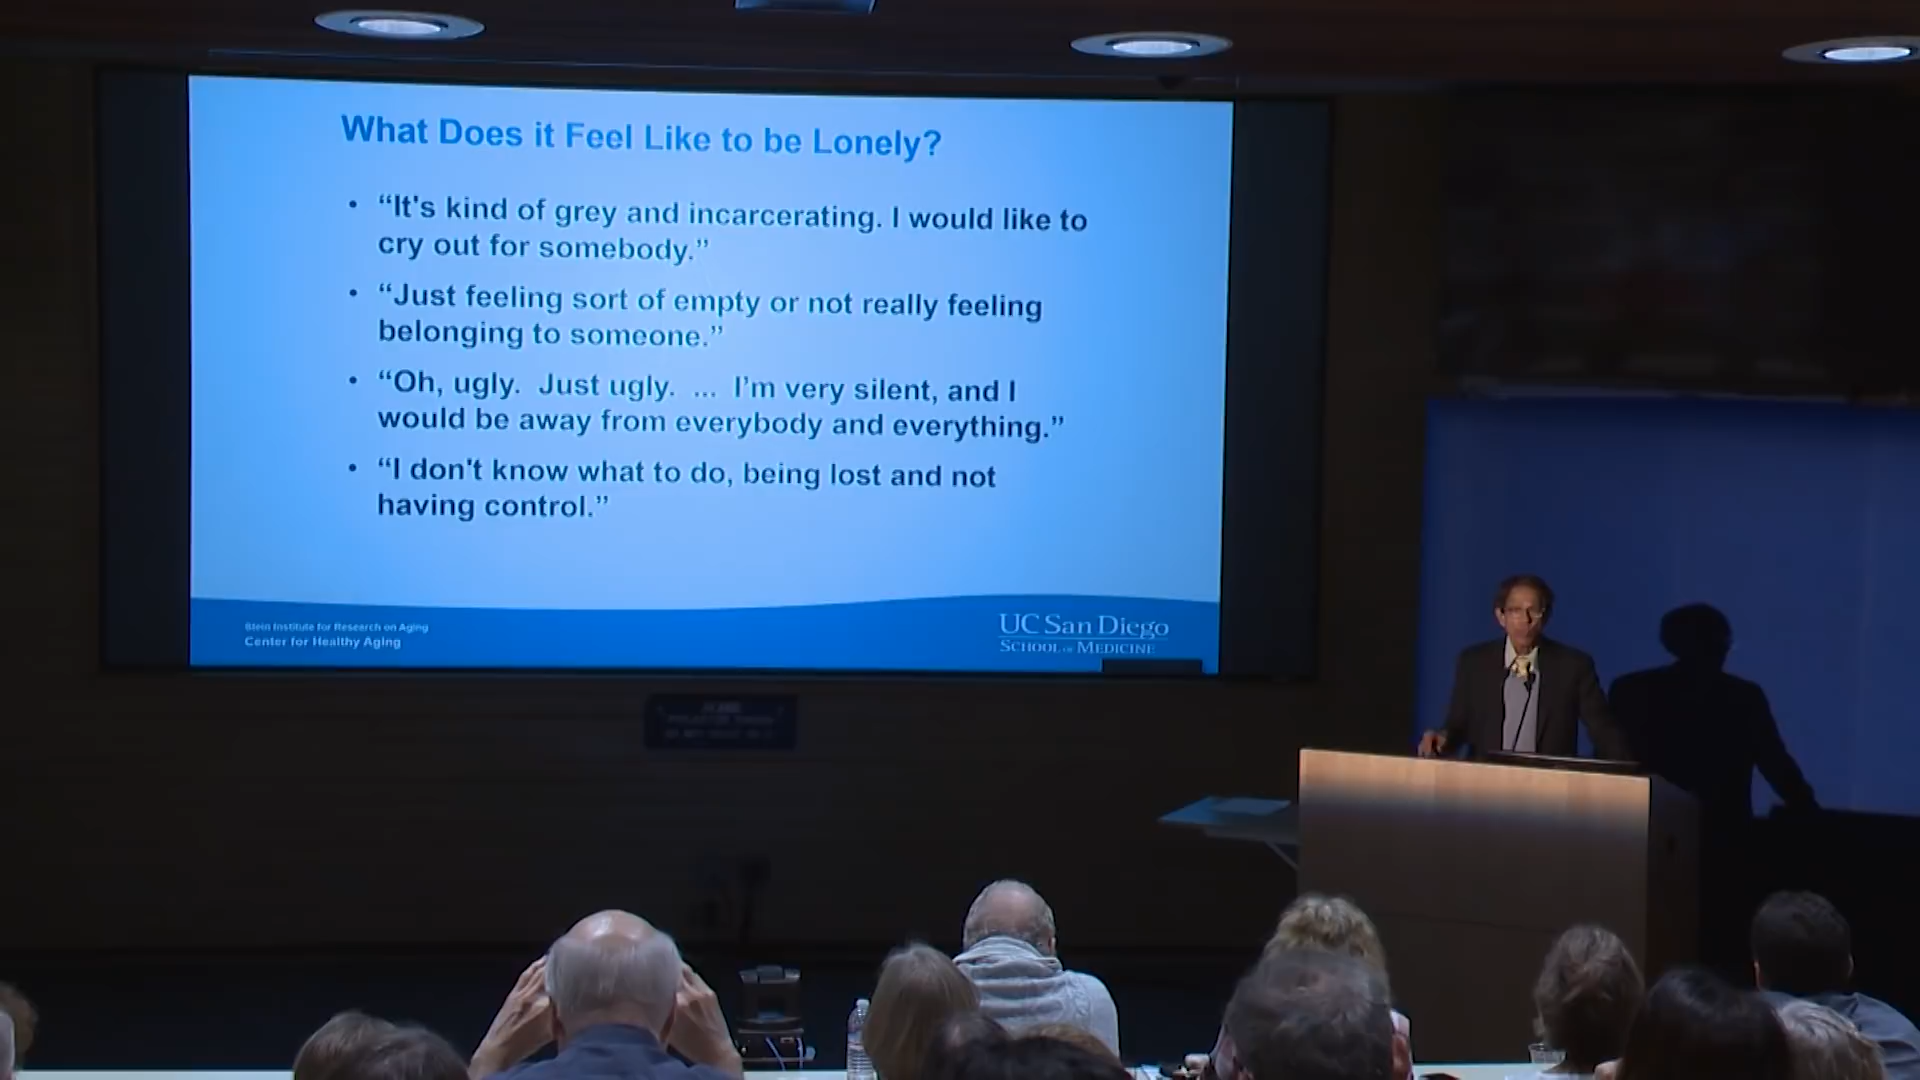 What Does it Feel Like to be Lonely?
• “It's kind of grey and incarcerating. I would like to
cry out for somebody.”
• “Just feeling sort of empty or not really feeling
belonging to someone.”
• “Oh, ugly. Just ugly. ... I’m very silent, and I
would be away from everybody and everything.”
• “I don't know what to do, being lost and not
having control.”
Stein Institute for Research on Aging
Center for Healthy Aging
UC San Diego
SCHOOL OF MEDICINE